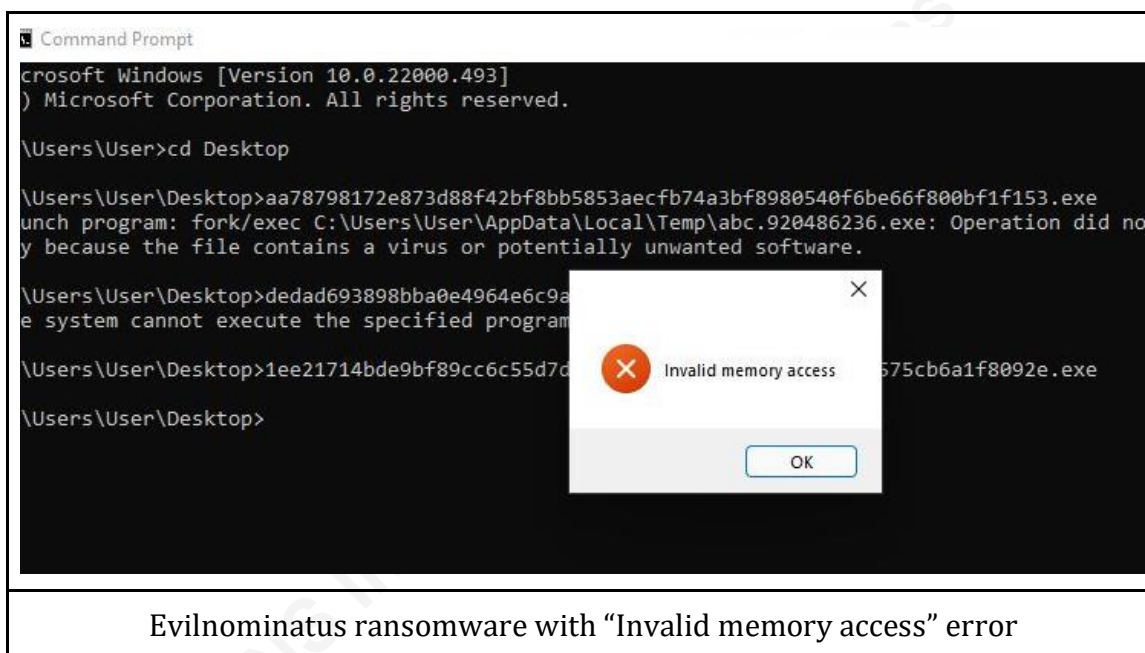 Command Prompt
crosoft Windows [Version 10.0.22000.493]
) Microsoft Corporation. All rights reserved.
\Users\User>cd Desktop
\Users\User\Desktop>aa78798172e873d88f42bf8bb5853aecfb74a3bf8980540f6be66f800bf1f153.exe
unch program: fork/exec C:\Users\User\AppData\Local\Temp\abc.920486236.exe: Operation did no
y because the file contains a virus or potentially unwanted software.
\Users\User\Desktop>dedad693898bba0e4964e6c9a
e system cannot execute the specified program
\Users\User\Desktop>1ee21714bde9bf89cc6c55d7d 575cb6a1f8092e.exe
\Users\User\Desktop>
Invalid memory access
OK
Evilnominatus ransomware with “Invalid memory access” error